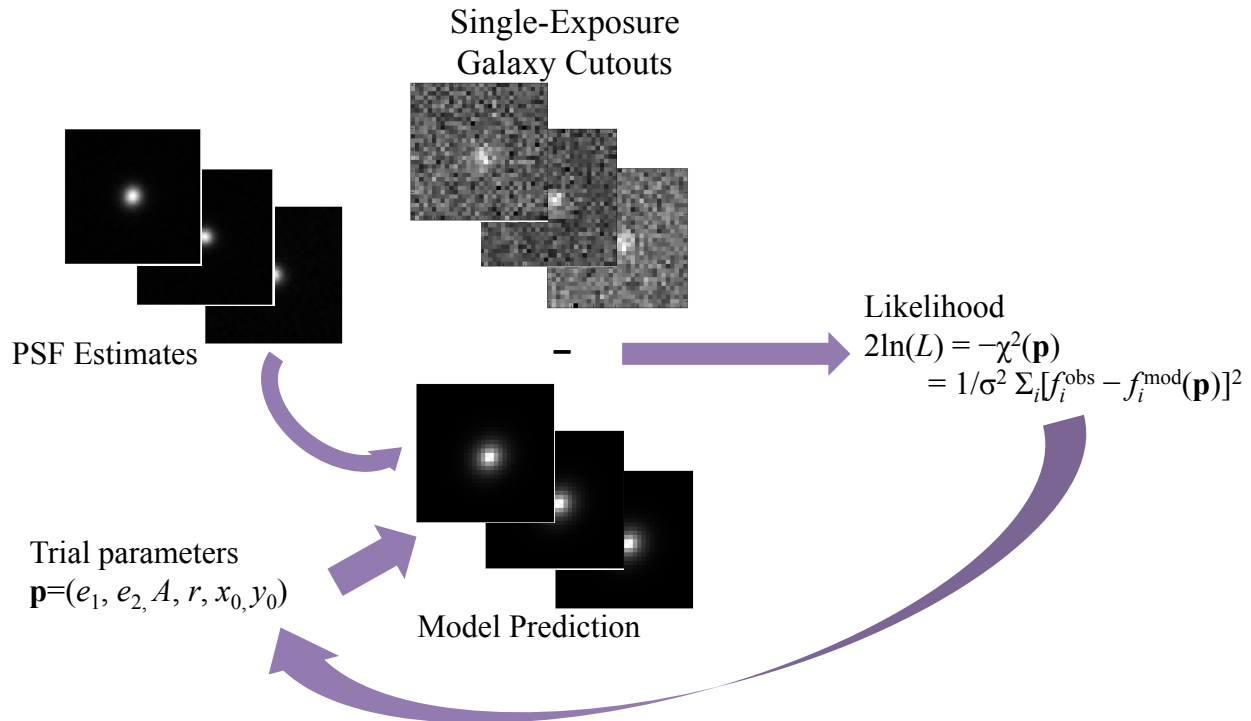 Single-Exposure
Galaxy Cutouts
PSF Estimates
−
Likelihood
2ln(L) = −χ²(𝐩)
= 1/σ² Σᵢ[fᵢᵒᵇˢ − fᵢᵐᵒᵈ(𝐩)]²
Trial parameters
𝐩=(e₁, e₂, A, r, x₀, y₀)
Model Prediction